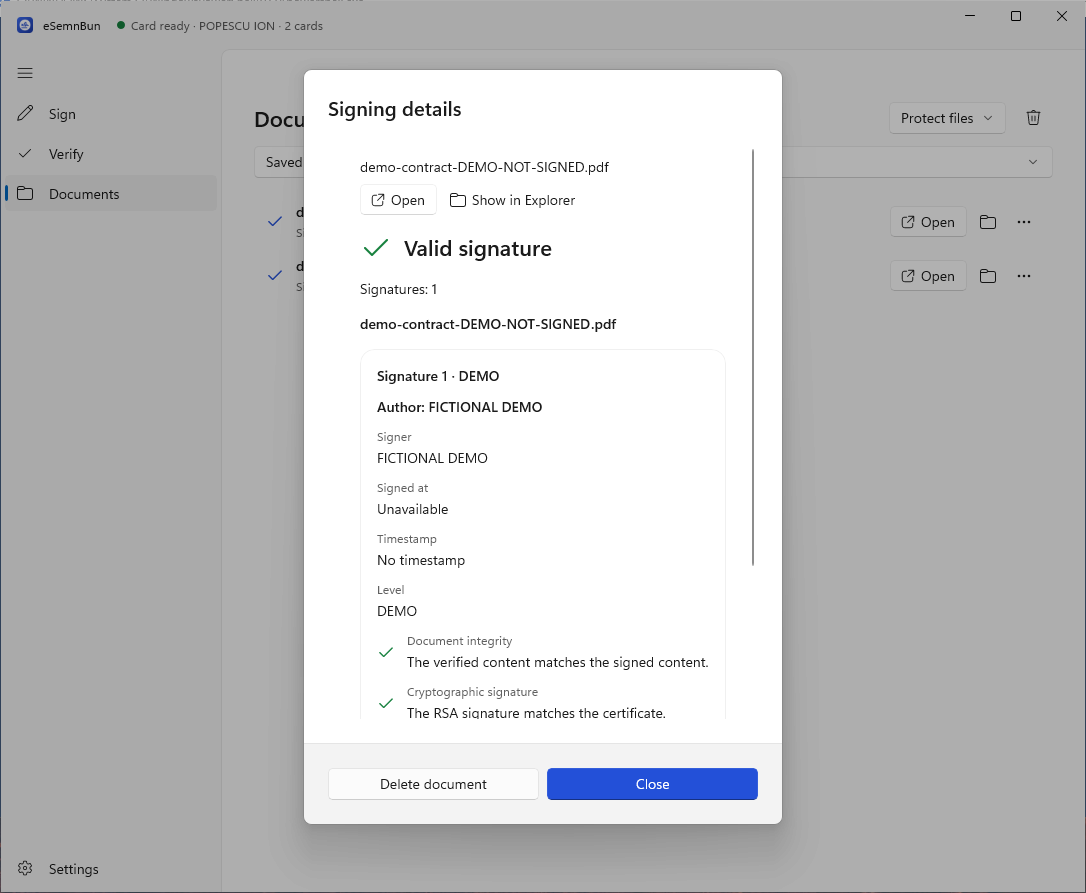 eSemnBun
Card ready · POPESCU ION · 2 cards
Sign
Verify
Documents
Settings
Docu
Protect files
Saved
d
Open
d
Open
Signing details
demo-contract-DEMO-NOT-SIGNED.pdf
Open
Show in Explorer
Valid signature
Signatures: 1
demo-contract-DEMO-NOT-SIGNED.pdf
Signature 1 · DEMO
Author: FICTIONAL DEMO
Signer
FICTIONAL DEMO
Signed at
Unavailable
Timestamp
No timestamp
Level
DEMO
Document integrity
The verified content matches the signed content.
Cryptographic signature
The RSA signature matches the certificate.
Delete document
Close